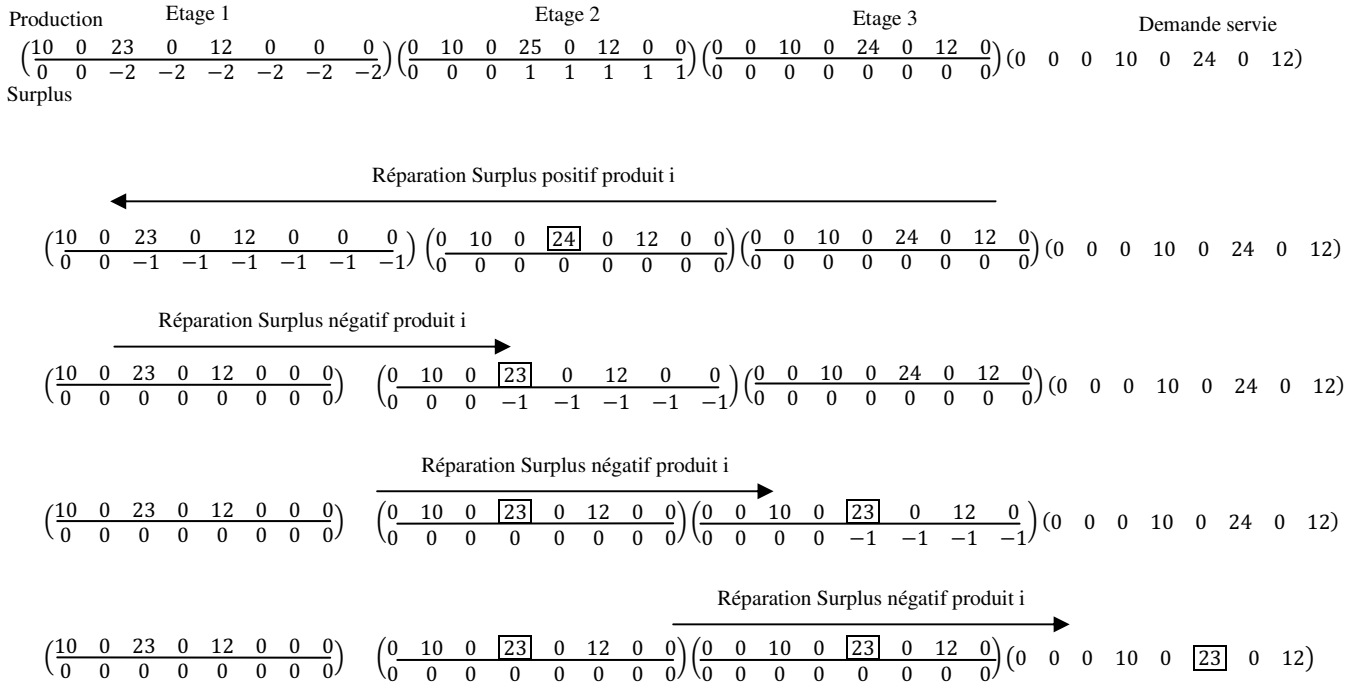 Production Etage 1 Etage 2 Etage 3 Demande servie
(10 0 23 0 12 0 0 0) (0 10 0 25 0 12 0 0) (0 0 10 0 24 0 12 0) (0 0 0 10 0 24 0 12)
0 0 −2 −2 −2 −2 −2 −2 0 0 0 1 1 1 1 1 0 0 0 0 0 0 0 0
Surplus
Réparation Surplus positif produit i
(10 0 23 0 12 0 0 0) (0 10 0 24 0 12 0 0) (0 0 10 0 24 0 12 0) (0 0 0 10 0 24 0 12)
0 0 −1 −1 −1 −1 −1 −1 0 0 0 0 0 0 0 0 0 0 0 0 0 0 0 0
Réparation Surplus négatif produit i
(10 0 23 0 12 0 0 0) (0 10 0 23 0 12 0 0) (0 0 10 0 24 0 12 0) (0 0 0 10 0 24 0 12)
0 0 0 0 0 0 0 0 0 0 0 −1 −1 −1 −1 −1 0 0 0 0 0 0 0 0
Réparation Surplus négatif produit i
(10 0 23 0 12 0 0 0) (0 10 0 23 0 12 0 0) (0 0 10 0 23 0 12 0) (0 0 0 10 0 24 0 12)
0 0 0 0 0 0 0 0 0 0 0 0 0 0 0 0 0 0 0 0 −1 −1 −1 −1
Réparation Surplus négatif produit i
(10 0 23 0 12 0 0 0) (0 10 0 23 0 12 0 0) (0 0 10 0 23 0 12 0) (0 0 0 10 0 23 0 12)
0 0 0 0 0 0 0 0 0 0 0 0 0 0 0 0 0 0 0 0 0 0 0 0